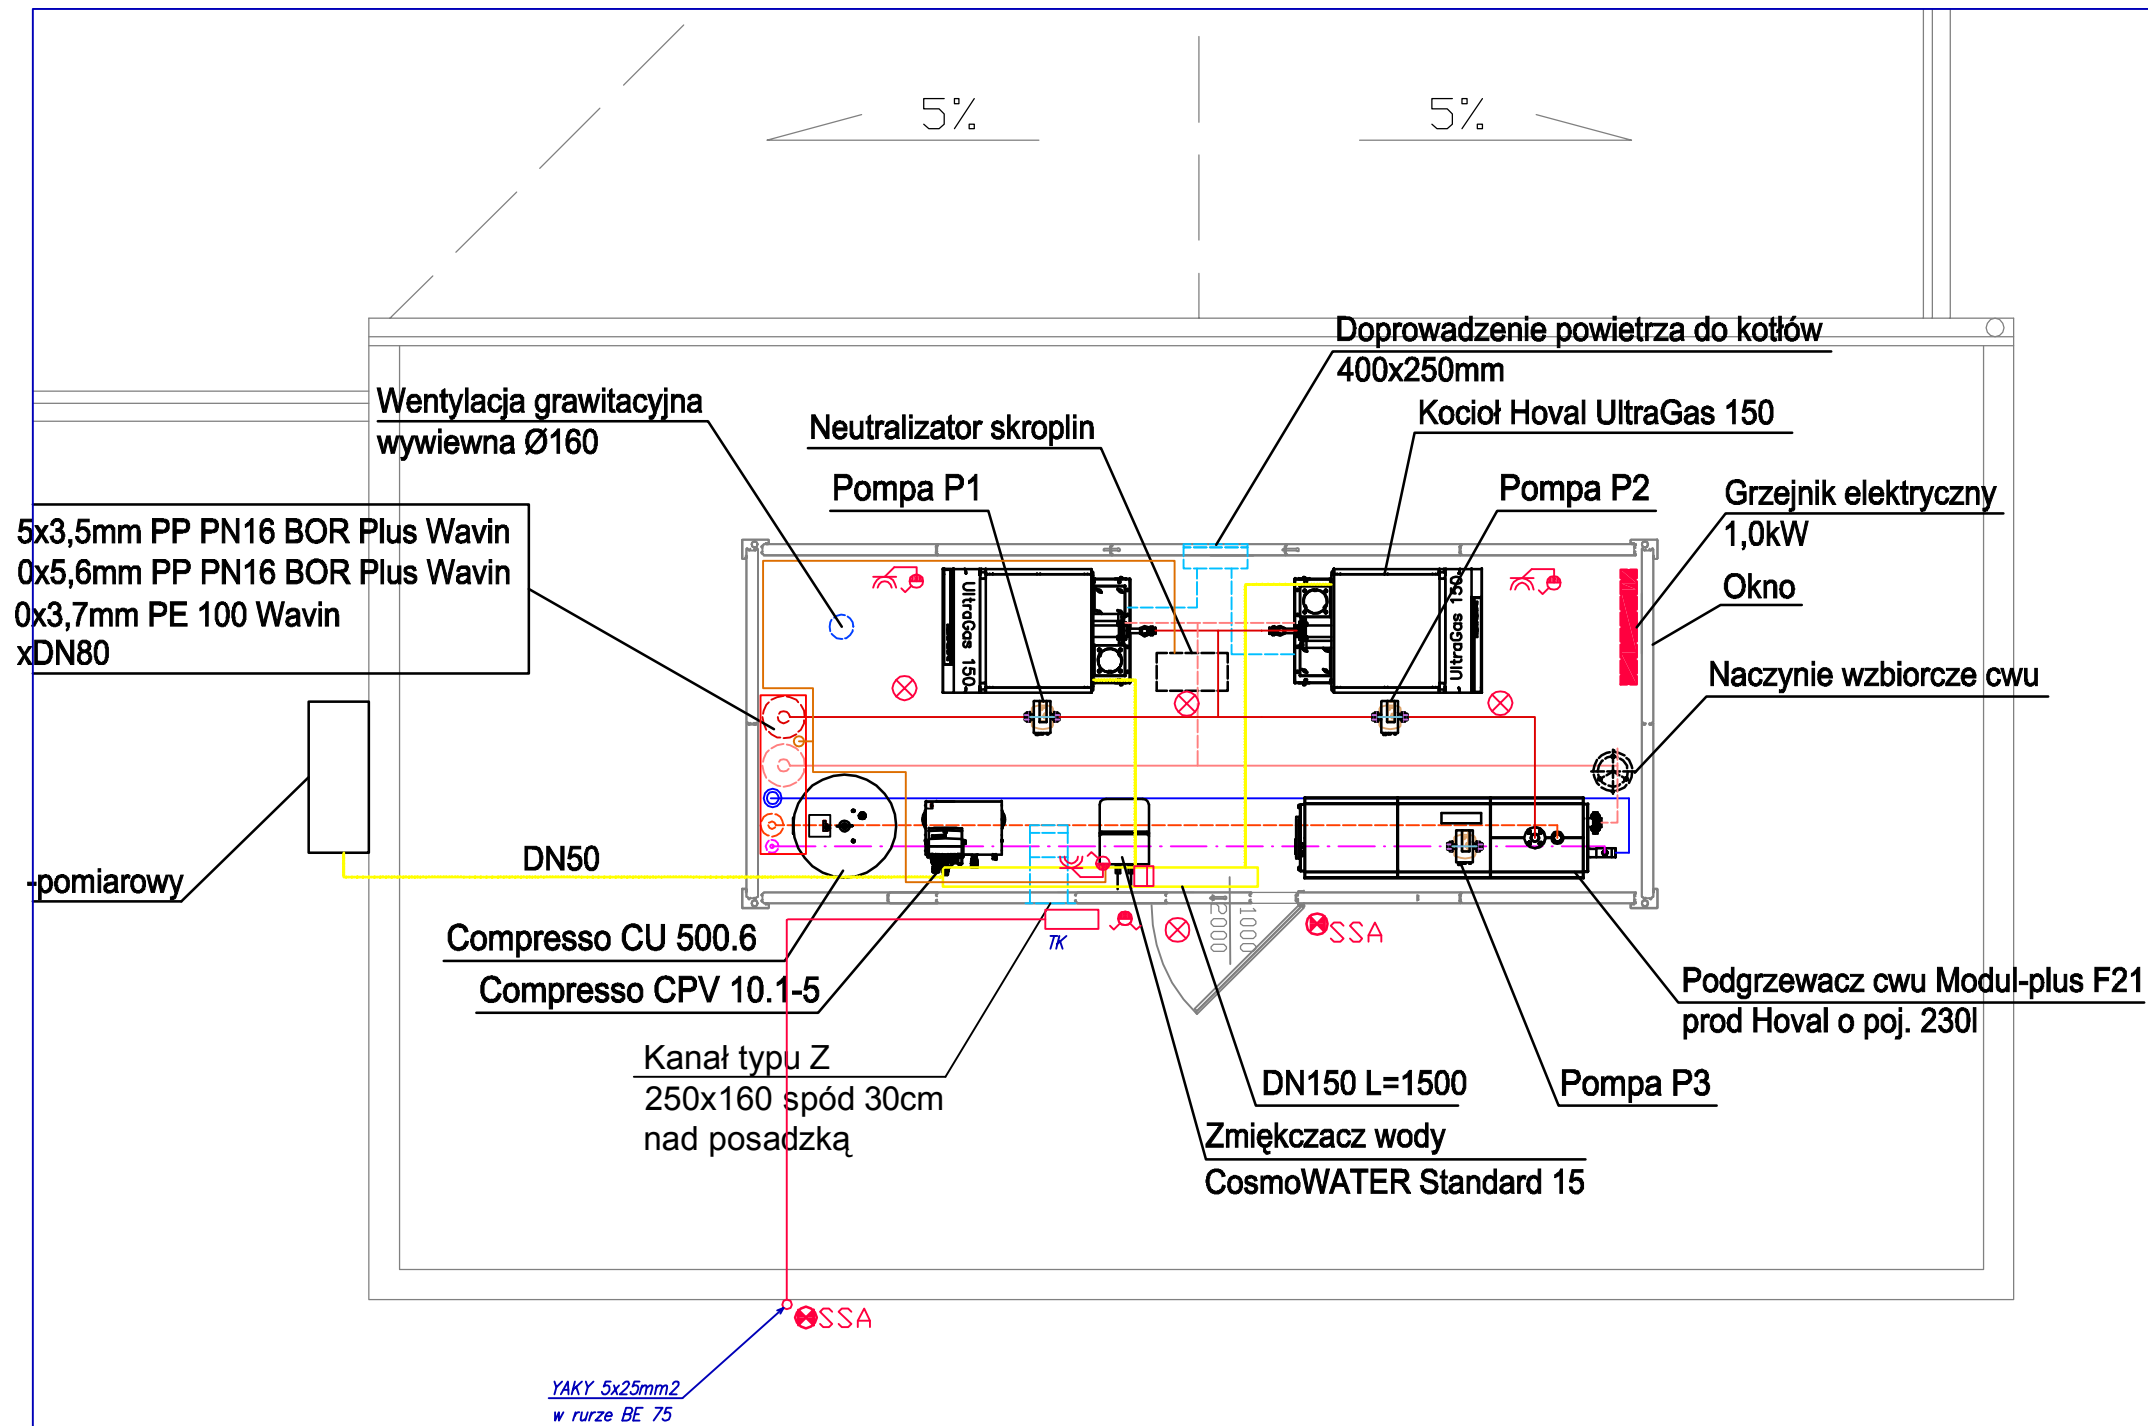 5%
5%
Doprowadzenie powietrza do kotłów
400x250mm
Wentylacja grawitacyjna
wywiewna Ø160
Neutralizator skroplin
Kocioł Hoval UltraGas 150
Pompa P1
Pompa P2
Grzejnik elektryczny
1,0kW
5x3,5mm PP PN16 BOR Plus Wavin
0x5,6mm PP PN16 BOR Plus Wavin
0x3,7mm PE 100 Wavin
xDN80
Okno
UltraGas 150
UltraGas 150
Naczynie wzbiorcze cwu
-pomiarowy
DN50
Compresso CU 500.6
Compresso CPV 10.1-5
TK
1000
2000
SSA
Podgrzewacz cwu Modul-plus F21
prod Hoval o poj. 230l
Kanał typu Z
250x160 spód 30cm
nad posadzką
DN150 L=1500
Pompa P3
Zmiękczacz wody
CosmoWATER Standard 15
SSA
YAKY 5x25mm2
w rurze BE 75